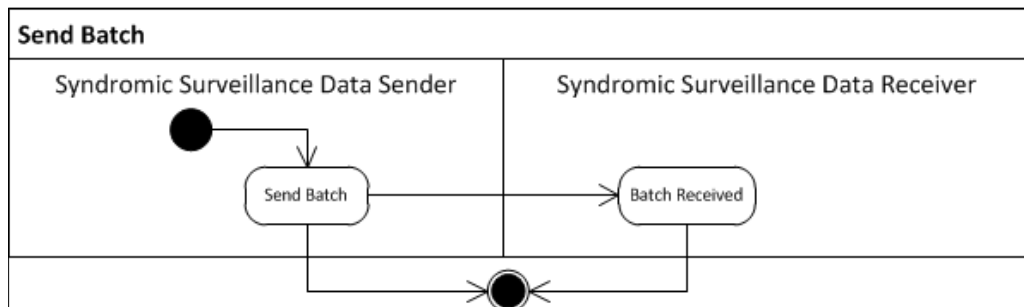 Send Batch
Syndromic Surveillance Data Sender
Syndromic Surveillance Data Receiver
Send Batch
Batch Received